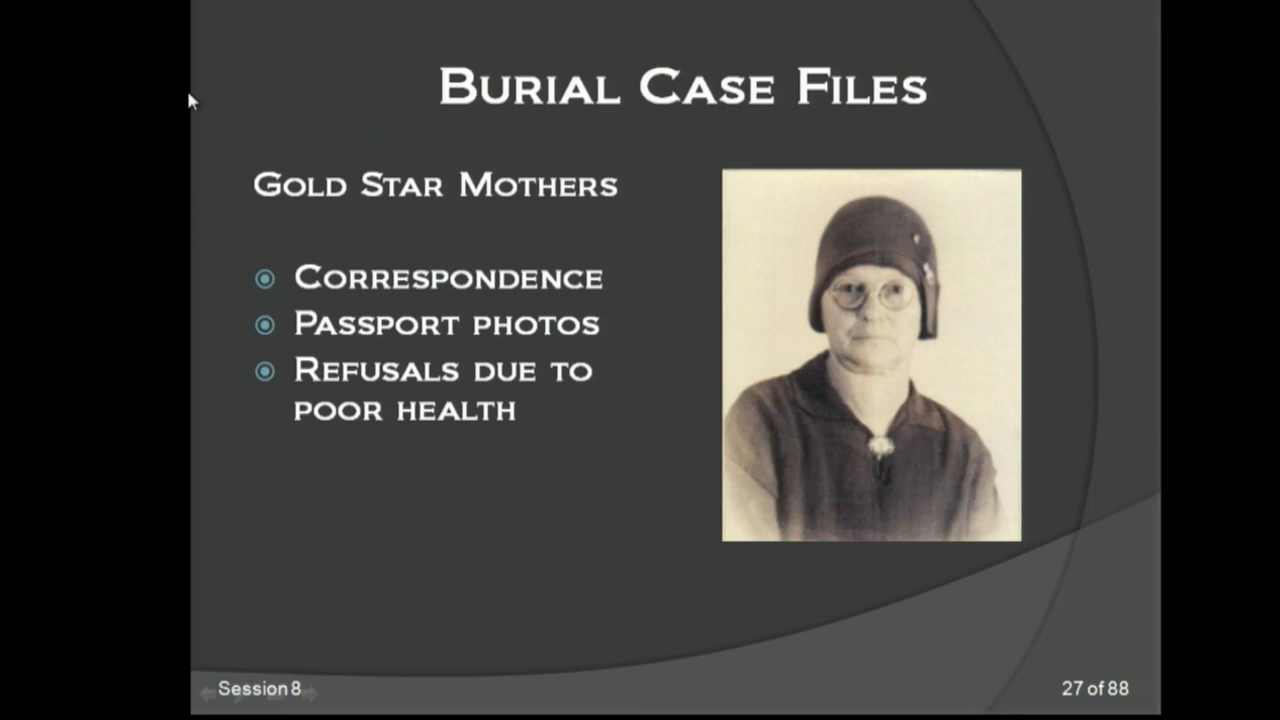 Burial Case Files
Gold Star Mothers
Correspondence
Passport photos
Refusals due to
poor health
Session 8
27 of 88